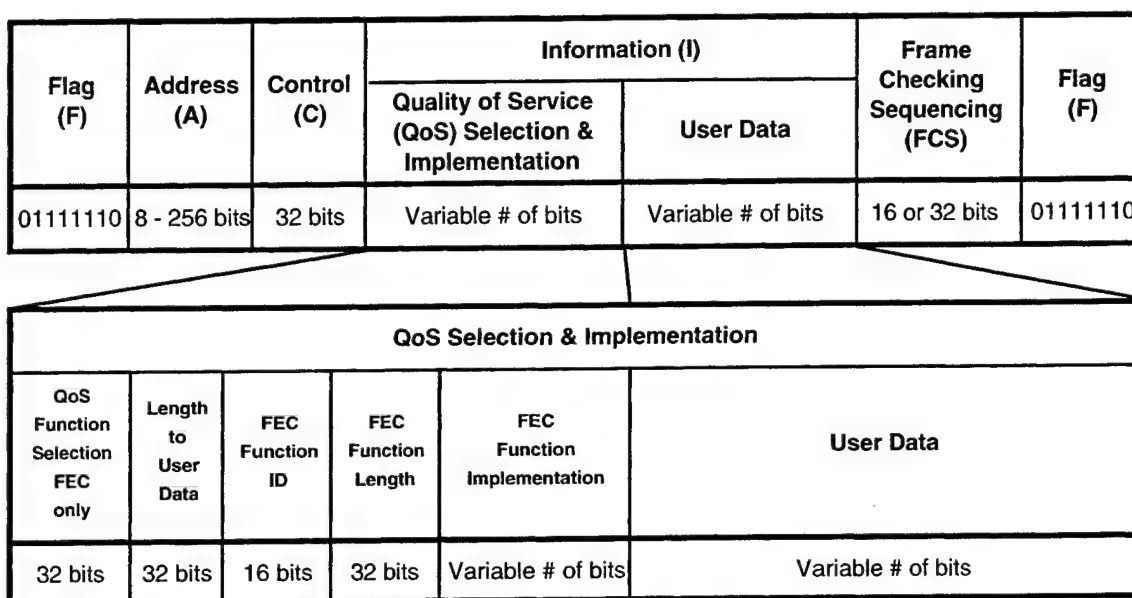 Flag
(F)
Address
(A)
Control
(C)
Information (I)
Quality of Service
(QoS) Selection &
Implementation
User Data
Frame
Checking
Sequencing
(FCS)
Flag
(F)
01111110
8 - 256 bits
32 bits
Variable # of bits
Variable # of bits
16 or 32 bits
01111110
QoS Selection & Implementation
QoS
Function
Selection
FEC
only
Length
to
User
Data
FEC
Function
ID
FEC
Function
Length
FEC
Function
Implementation
User Data
32 bits
32 bits
16 bits
32 bits
Variable # of bits
Variable # of bits